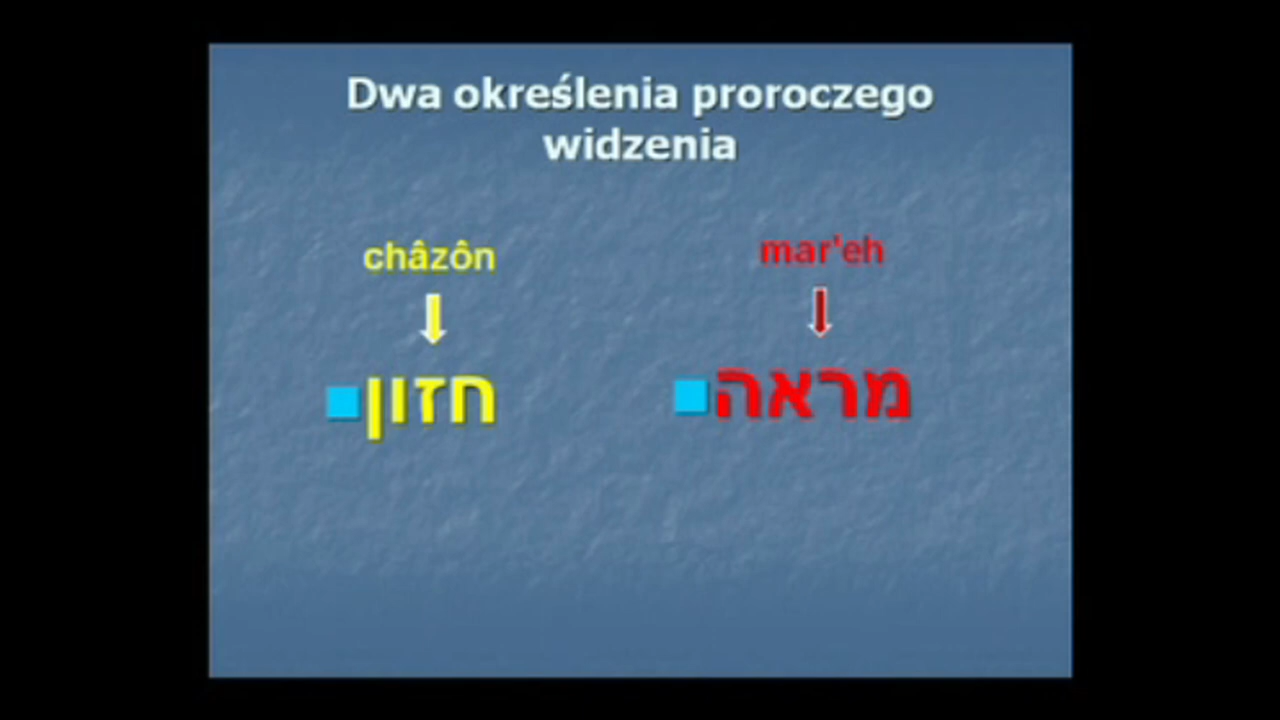 Dwa określenia proroczego
widzenia
châzôn
mar'eh
חזון
מראה